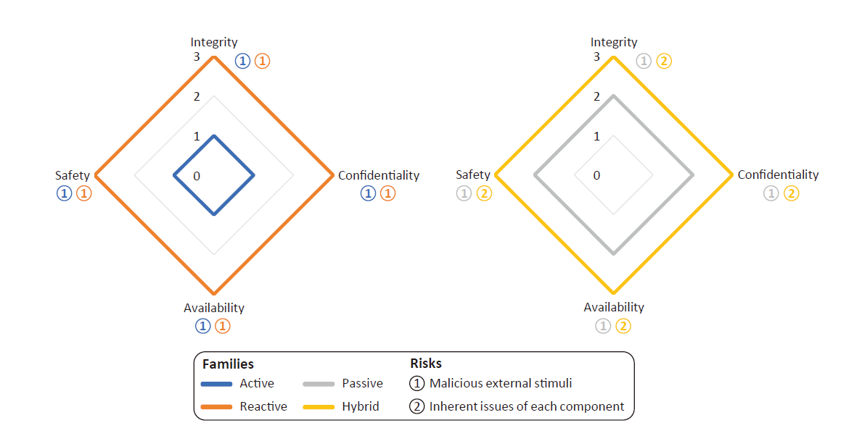 Integrity
3 ① ①
2
1
Safety 0 Confidentiality
① ① ① ①
Availability
① ①
Integrity
3 ① ②
2
1
Safety 0 Confidentiality
① ② ① ②
Availability
① ②
Families Risks
Active Passive ① Malicious external stimuli
Reactive Hybrid ② Inherent issues of each component